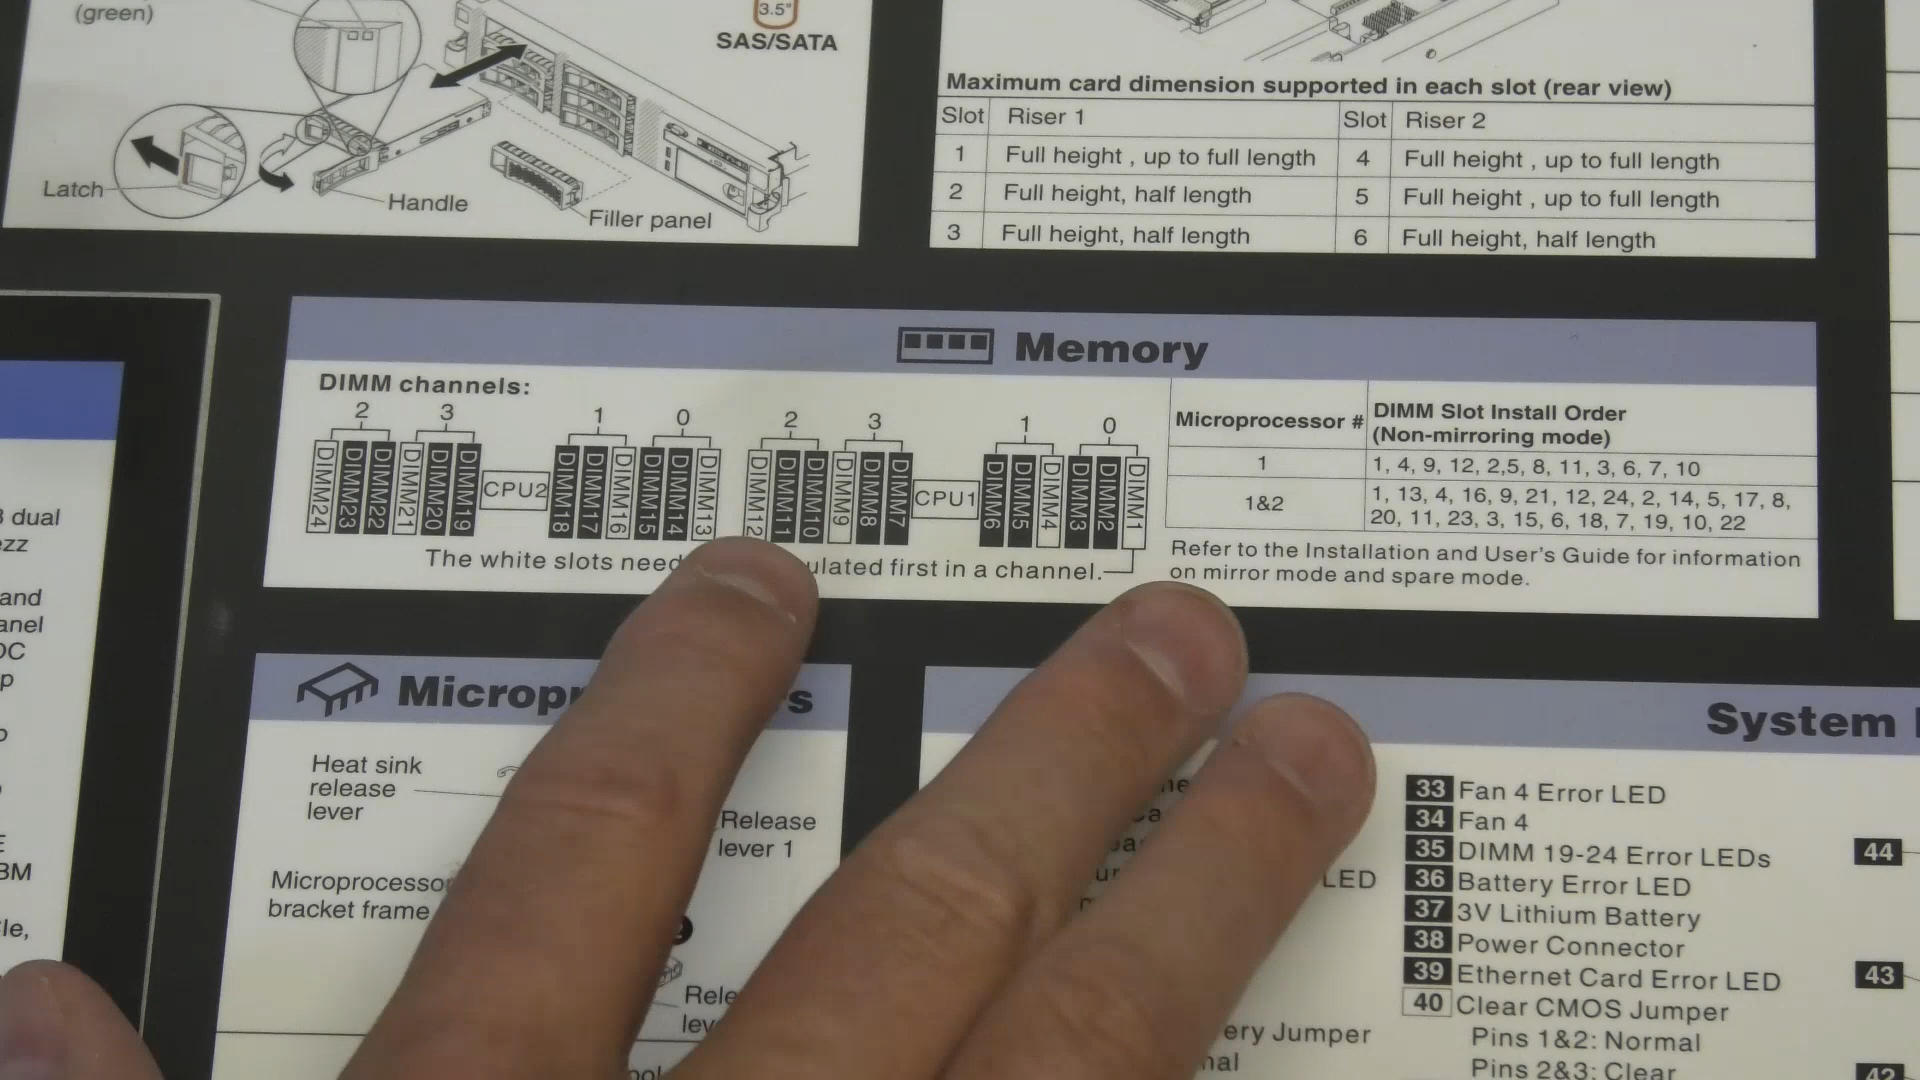 (green)
3.5"
SAS/SATA
Latch
Handle
Filler panel
Maximum card dimension supported in each slot (rear view)
Slot Riser 1 Slot Riser 2
1 Full height , up to full length 4 Full height , up to full length
2 Full height, half length 5 Full height , up to full length
3 Full height, half length 6 Full height, half length
Memory
DIMM channels:
2 3 1 0 2 3 1 0
DIMM24 DIMM23 DIMM22 DIMM21 DIMM20 DIMM19 CPU2 DIMM18 DIMM17 DIMM16 DIMM15 DIMM14 DIMM13 DIMM12 DIMM11 DIMM10 DIMM9 DIMM8 DIMM7 CPU1 DIMM6 DIMM5 DIMM4 DIMM3 DIMM2 DIMM1
The white slots need ulated first in a channel.
Microprocessor # DIMM Slot Install Order
(Non-mirroring mode)
1 1, 4, 9, 12, 2,5, 8, 11, 3, 6, 7, 10
1&2 1, 13, 4, 16, 9, 21, 12, 24, 2, 14, 5, 17, 8,
20, 11, 23, 3, 15, 6, 18, 7, 19, 10, 22
Refer to the Installation and User's Guide for information
on mirror mode and spare mode.
dual
and
anel
BM
Microp s
Heat sink
release
lever
Release
lever 1
Microprocessor
bracket frame
2
Rele
lev
System
LED
ery Jumper
33 Fan 4 Error LED
34 Fan 4
35 DIMM 19-24 Error LEDs
36 Battery Error LED
37 3V Lithium Battery
38 Power Connector
39 Ethernet Card Error LED
40 Clear CMOS Jumper
Pins 1&2: Normal
Pins 2&3: Clear
44
43
42